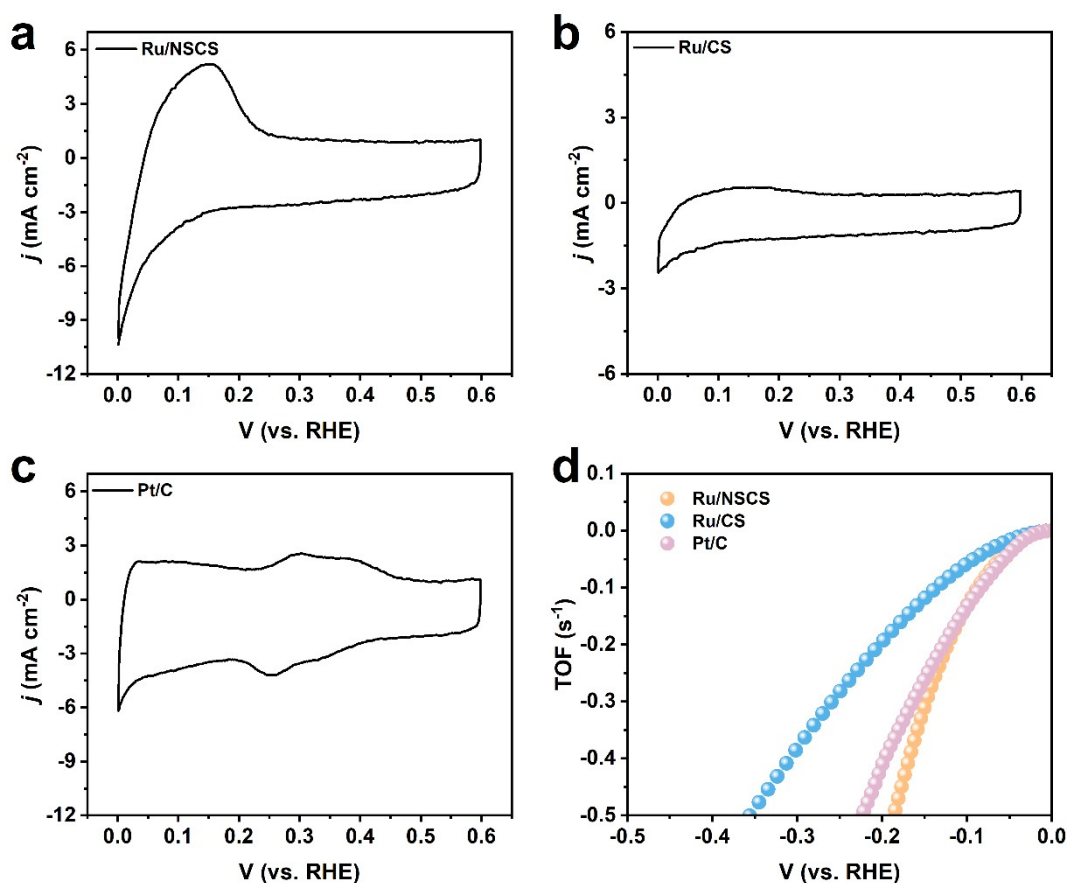 a
Ru/NSCS
6
3
0
-3
-6
-9
-12
j (mA cm⁻²)
0.0 0.1 0.2 0.3 0.4 0.5 0.6
V (vs. RHE)
b
Ru/CS
6
3
0
-3
-6
j (mA cm⁻²)
0.0 0.1 0.2 0.3 0.4 0.5 0.6
V (vs. RHE)
c
Pt/C
6
3
0
-3
-6
-9
-12
j (mA cm⁻²)
0.0 0.1 0.2 0.3 0.4 0.5 0.6
V (vs. RHE)
d
Ru/NSCS
Ru/CS
Pt/C
0.1
0.0
-0.1
-0.2
-0.3
-0.4
-0.5
TOF (s⁻¹)
-0.5 -0.4 -0.3 -0.2 -0.1 0.0
V (vs. RHE)